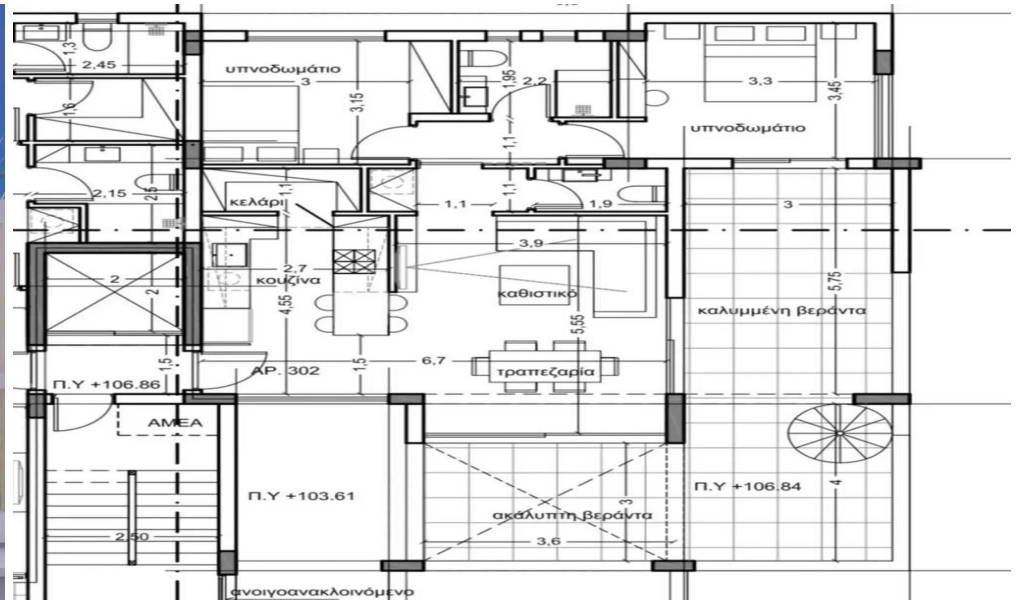 1,3
2,45
υπνοδωμάτιο
3
3,15
1,95
2,2
3,3
3,45
υπνοδωμάτιο
1,6
1,1
2,15
2,5
κελάρι
1,1
1,1
1,1
1,9
3
3,9
2
2
2,7
κουζίνα
4,55
καθιστικό
5,55
5,75
καλυμμένη βεράντα
1,5
6,7
1,5
ΑΡ. 302
τραπεζαρία
Π.Υ +106.86
ΑΜΕΑ
Π.Υ +103.61
Π.Υ +106.84
4
3
ακάλυπτη βεράντα
3,6
2,50
ανοιγοανακλοινόμενο